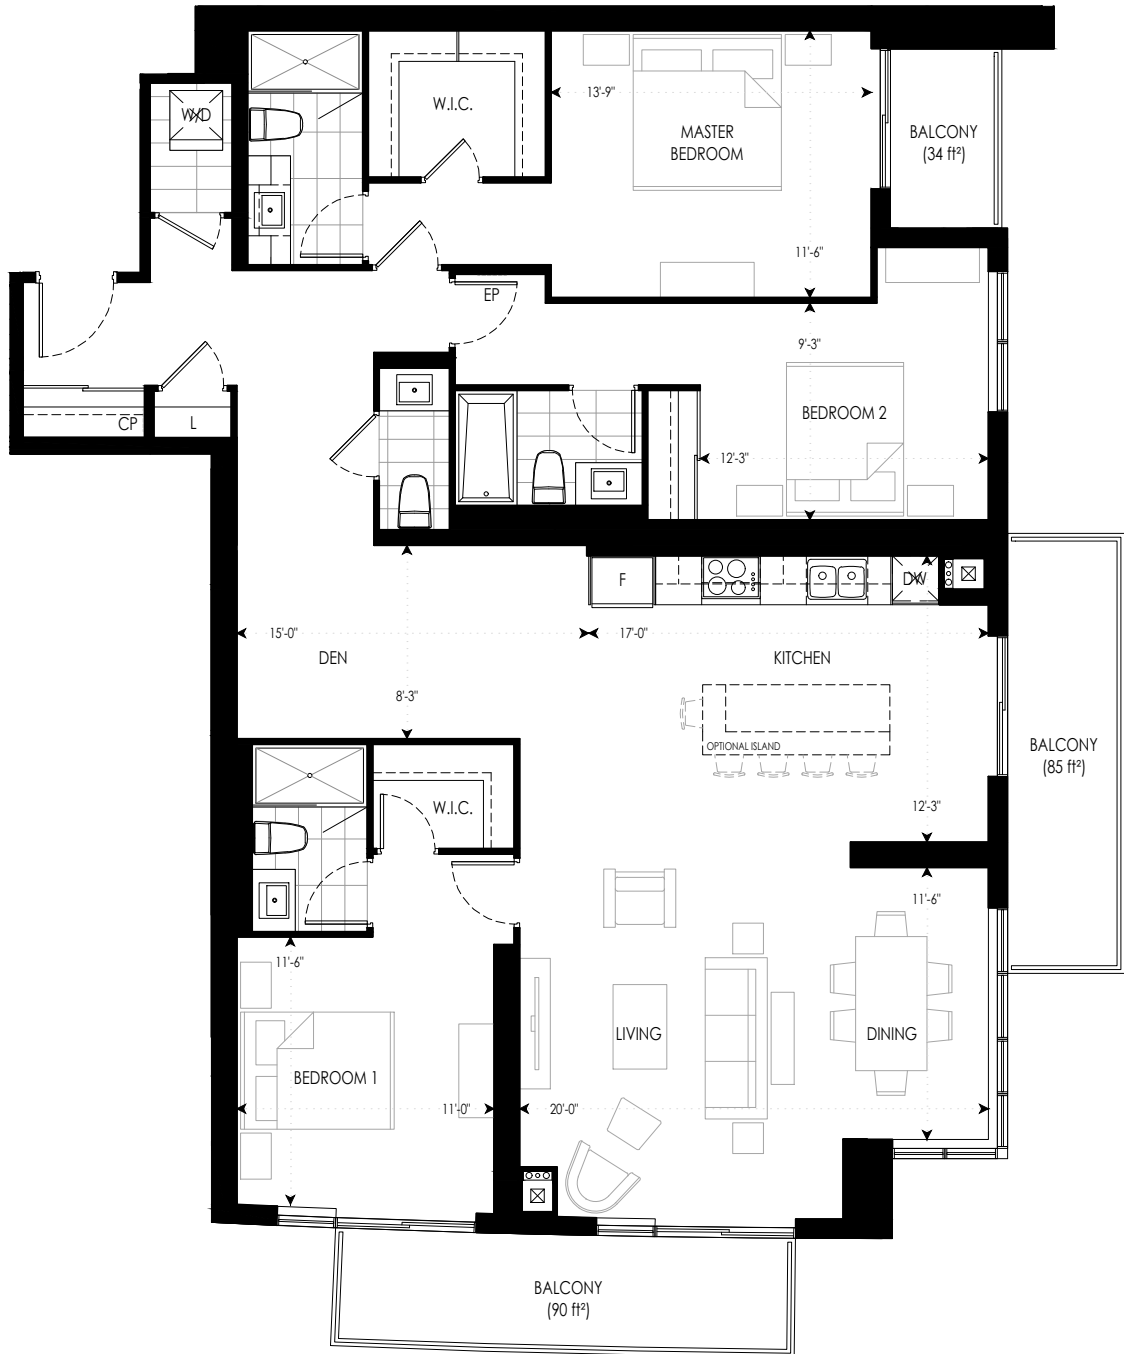 W/D
W.I.C.
13'-9"
MASTER
BEDROOM
BALCONY
(34 ft²)
11'-6"
EP
9'-3"
CP
L
BEDROOM 2
12'-3"
F
DW
15'-0"
17'-0"
DEN
KITCHEN
8'-3"
OPTIONAL ISLAND
BALCONY
(85 ft²)
W.I.C.
12'-3"
11'-6"
11'-6"
LIVING
DINING
BEDROOM 1
11'-0"
20'-0"
BALCONY
(90 ft²)